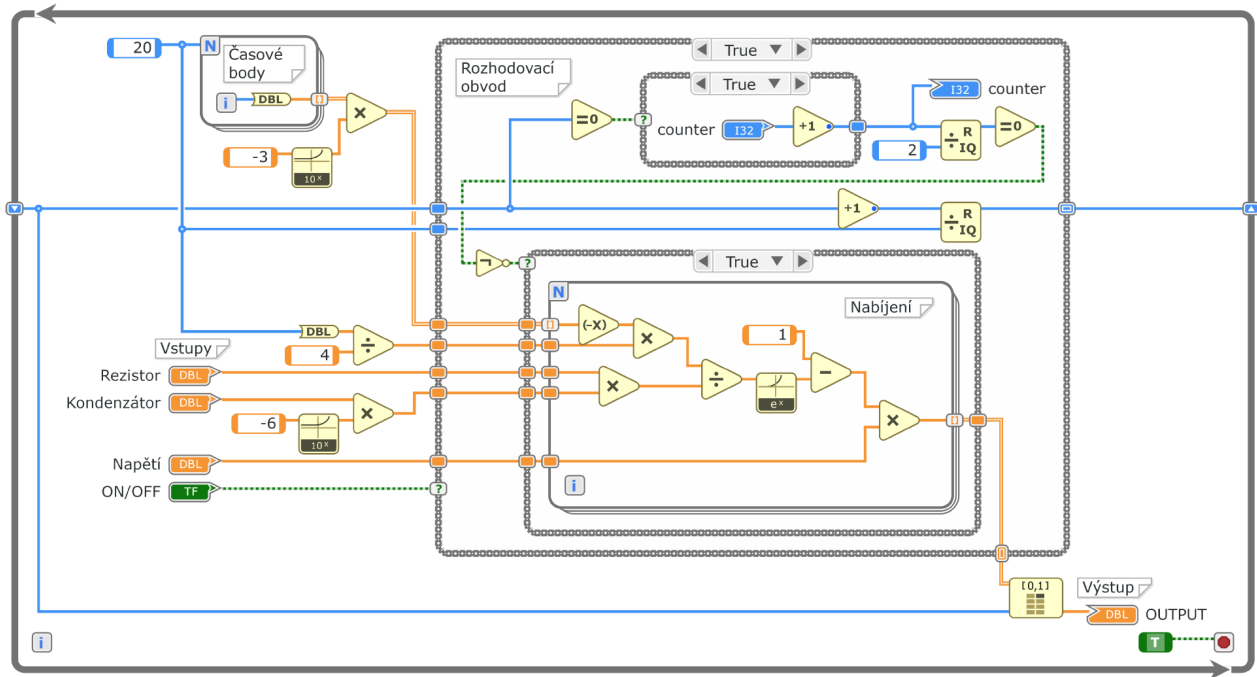 20
N
Časové
body
i
DBL
[]
×
-3
10ˣ
True
Rozhodovací
obvod
=0
?
True
counter
I32
+1
I32
counter
2
÷
R
IQ
=0
+1
÷
R
IQ
¬
?
True
N
Nabíjení
[]
(-X)
×
1
÷
eˣ
−
×
×
[]
i
DBL
4
÷
Vstupy
Rezistor
DBL
Kondenzátor
DBL
-6
10ˣ
×
Napětí
DBL
ON/OFF
TF
?
[]
[0,1]
Výstup
DBL
OUTPUT
i
T